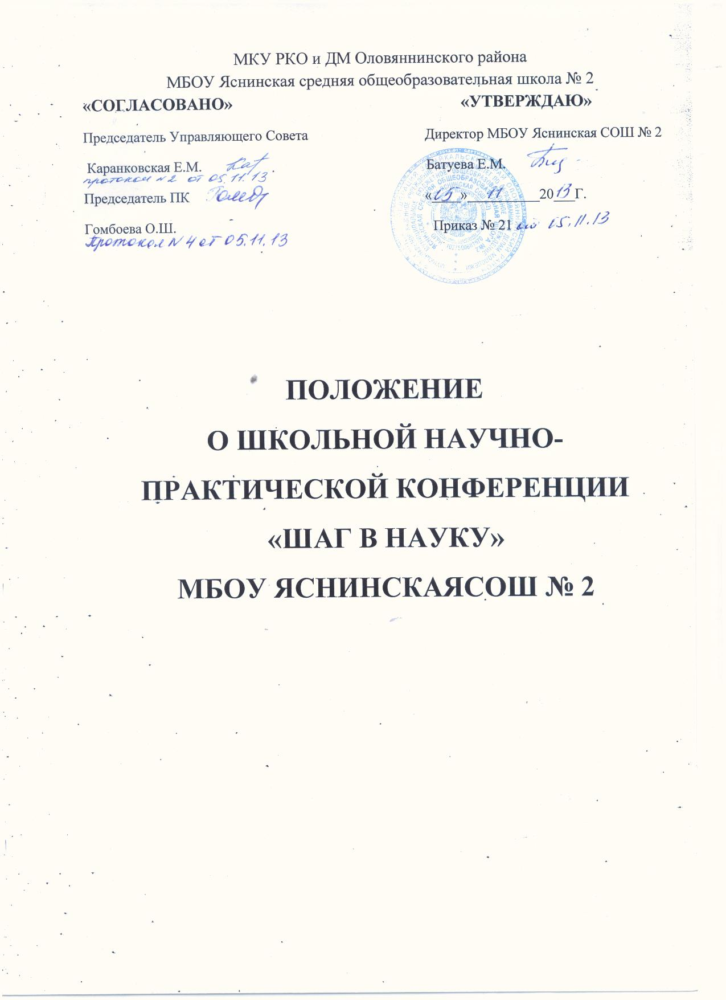 МКУ РКО и ДМ Оловяннинского района
МБОУ Яснинская средняя общеобразовательная школа № 2
«СОГЛАСОВАНО»
«УТВЕРЖДАЮ»
Председатель Управляющего Совета
Директор МБОУ Яснинская СОШ № 2
Каранковская Е.М. .
Батуева Е.М.
протокол №2 от 05.11.13
Председатель ПК
«05» 11 2013 Г.
Гомбоева О.Ш.
Приказ № 21 от 05.11.13
Протокол N 4 от 05.11.13
ПОЛОЖЕНИЕ
О ШКОЛЬНОЙ НАУЧНО-
ПРАКТИЧЕСКОЙ КОНФЕРЕНЦИИ
«ШАГ В НАУКУ»
МБОУ ЯСНИНСКАЯСОШ № 2